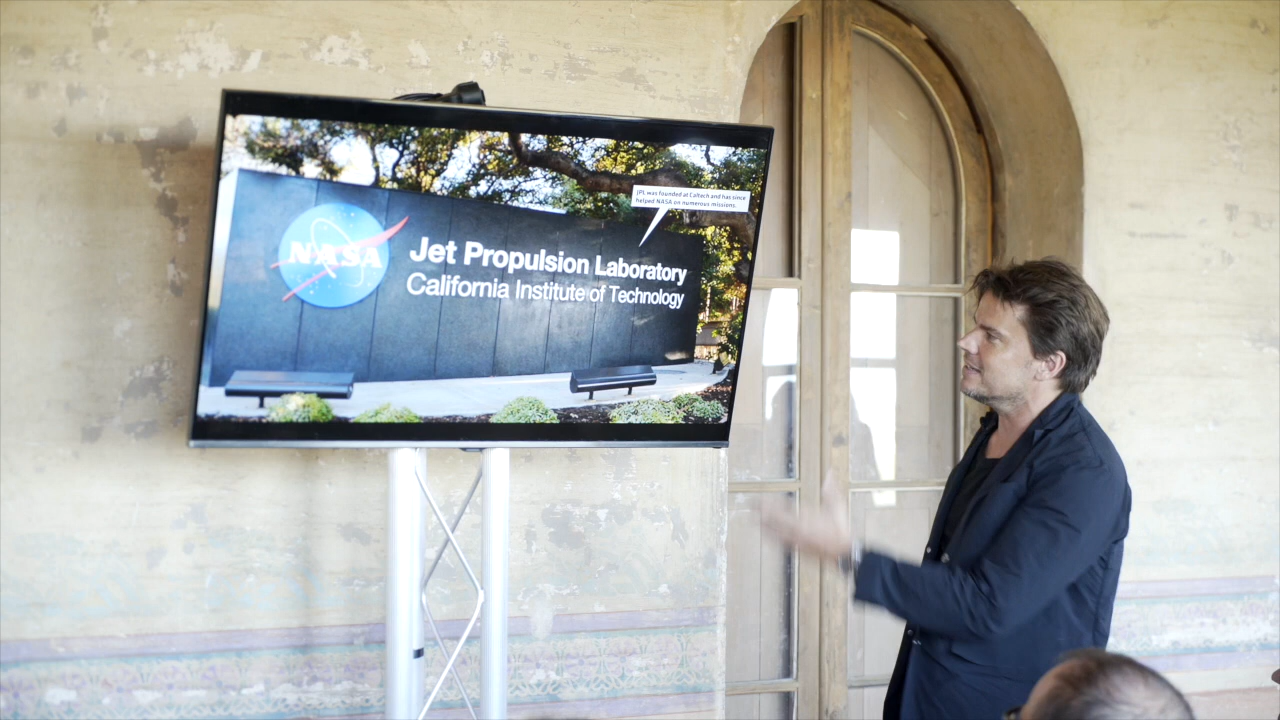 JPL was founded at Caltech and has since
helped NASA on numerous missions.
NASA
Jet Propulsion Laboratory
California Institute of Technology